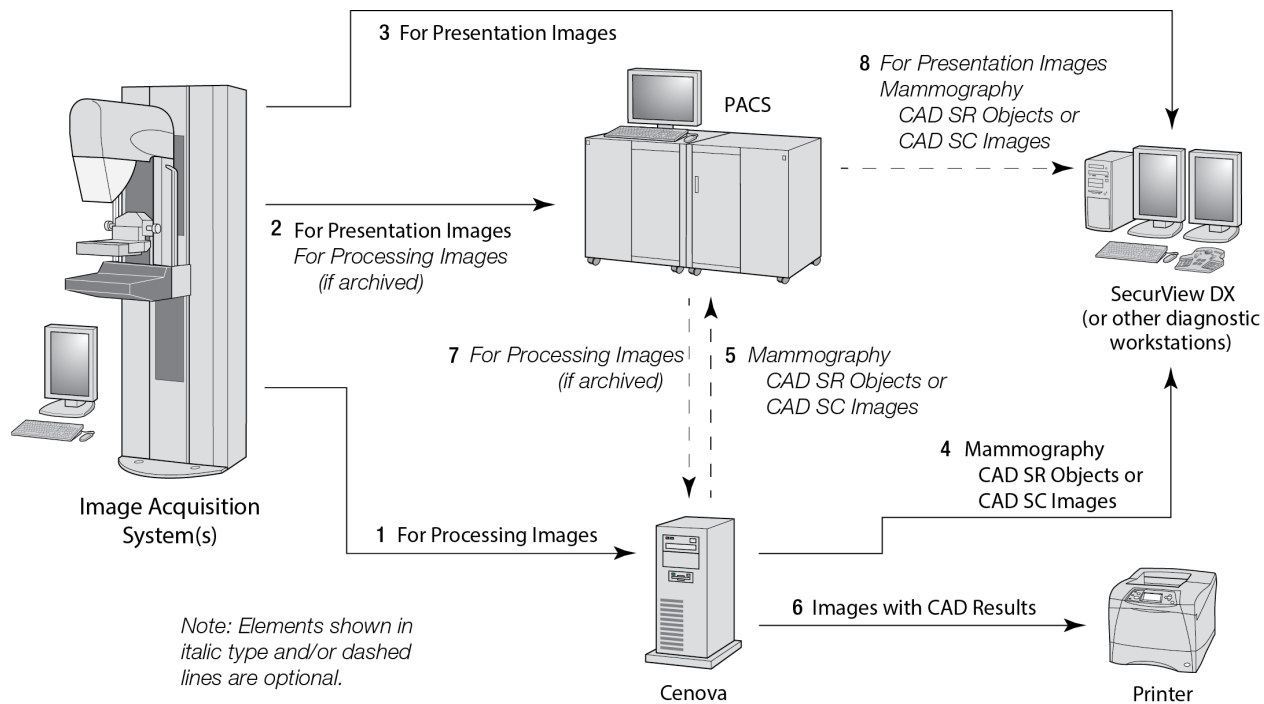 3 For Presentation Images
8 For Presentation Images
Mammography
CAD SR Objects or
CAD SC Images
PACS
2 For Presentation Images
For Processing Images
(if archived)
SecurView DX
(or other diagnostic
workstations)
7 For Processing Images
(if archived)
5 Mammography
CAD SR Objects or
CAD SC Images
4 Mammography
CAD SR Objects or
CAD SC Images
Image Acquisition
System(s)
1 For Processing Images
6 Images with CAD Results
Note: Elements shown in
italic type and/or dashed
lines are optional.
Cenova
Printer